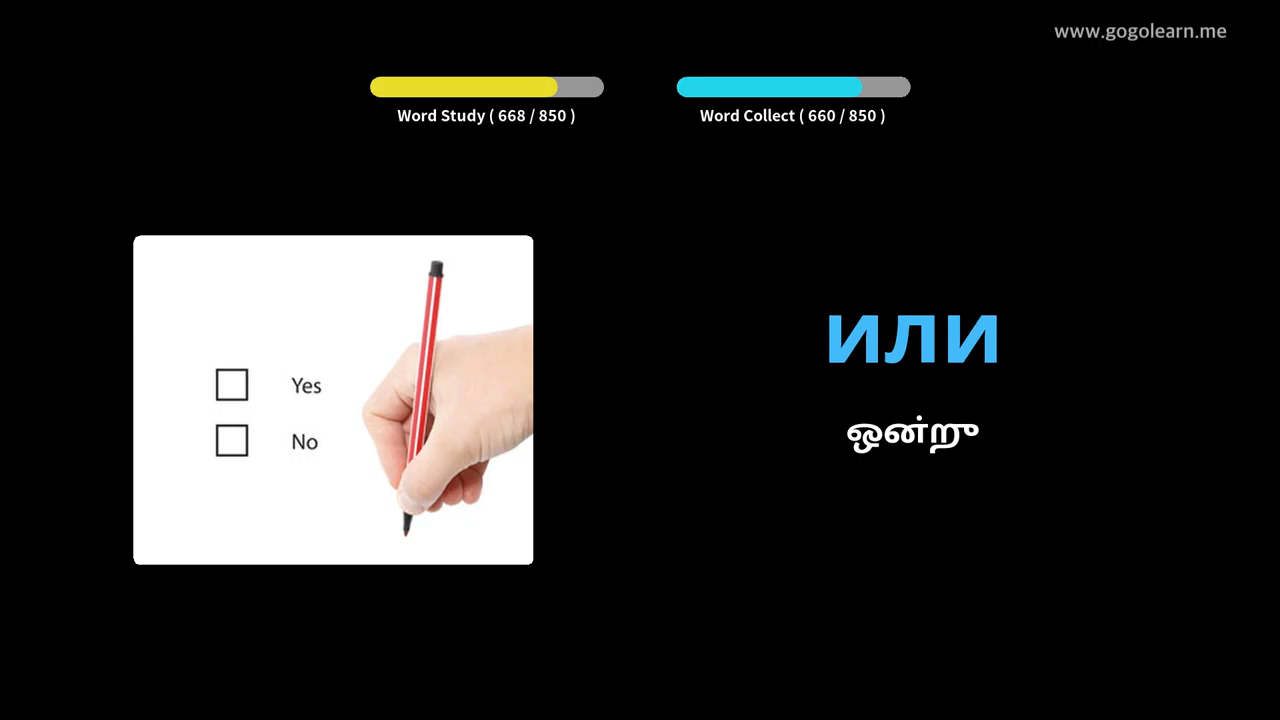 www.gogolearn.me
Word Study ( 668 / 850 )
Word Collect ( 660 / 850 )
Yes
No
или
ஒன்று